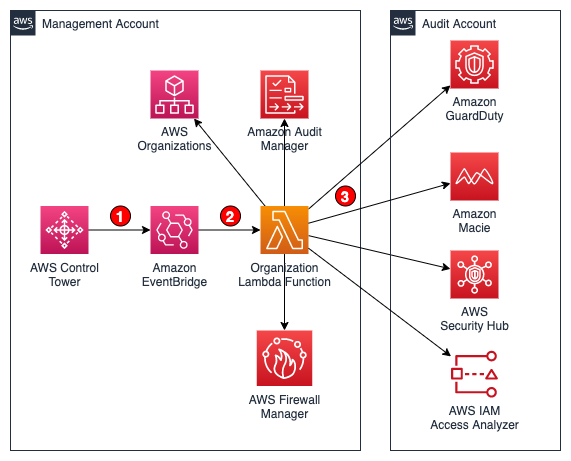 aws
Management Account
aws
Audit Account
AWS
Organizations
Amazon Audit
Manager
Amazon
GuardDuty
1
2
3
AWS Control
Tower
Amazon
EventBridge
Organization
Lambda Function
Amazon
Macie
AWS
Security Hub
AWS Firewall
Manager
AWS IAM
Access Analyzer